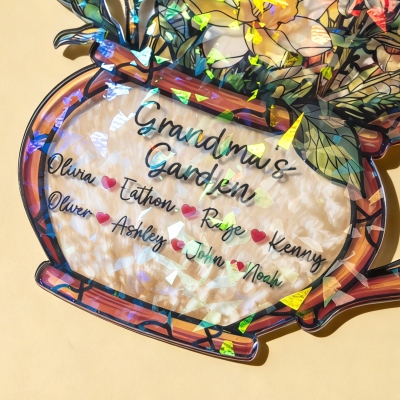 Grandma's
Garden
Olivia ❤ Eathon ❤ Raye ❤ Kenny
Oliver ❤ Ashley ❤ John ❤ Noah